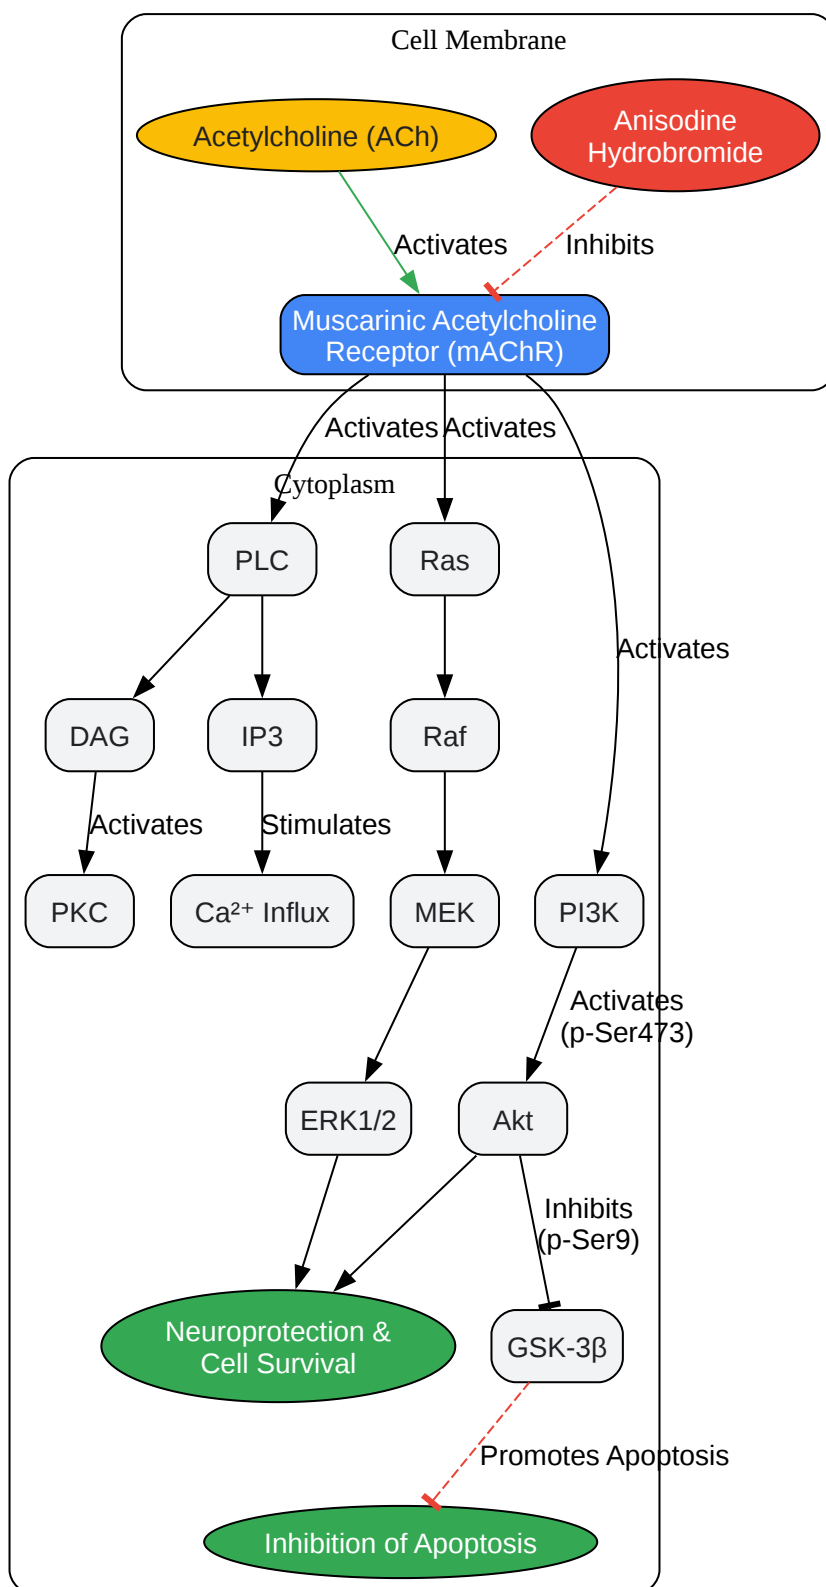 Cell Membrane
Acetylcholine (ACh)
Anisodine
Hydrobromide
Activates
Inhibits
Muscarinic Acetylcholine
Receptor (mAChR)
Activates
Activates
Cytoplasm
PLC
Ras
Activates
DAG
IP3
Raf
Activates
Stimulates
PKC
Ca²⁺ Influx
MEK
PI3K
Activates
(p-Ser473)
ERK1/2
Akt
Inhibits
(p-Ser9)
Neuroprotection &
Cell Survival
GSK-3β
Promotes Apoptosis
Inhibition of Apoptosis